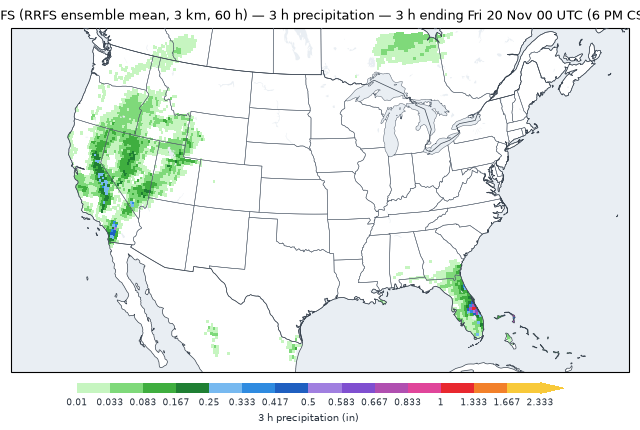 FS (RRFS ensemble mean, 3 km, 60 h) — 3 h precipitation — 3 h ending Fri 20 Nov 00 UTC (6 PM CS
0.01 0.033 0.083 0.167 0.25 0.333 0.417 0.5 0.583 0.667 0.833 1 1.333 1.667 2.333
3 h precipitation (in)